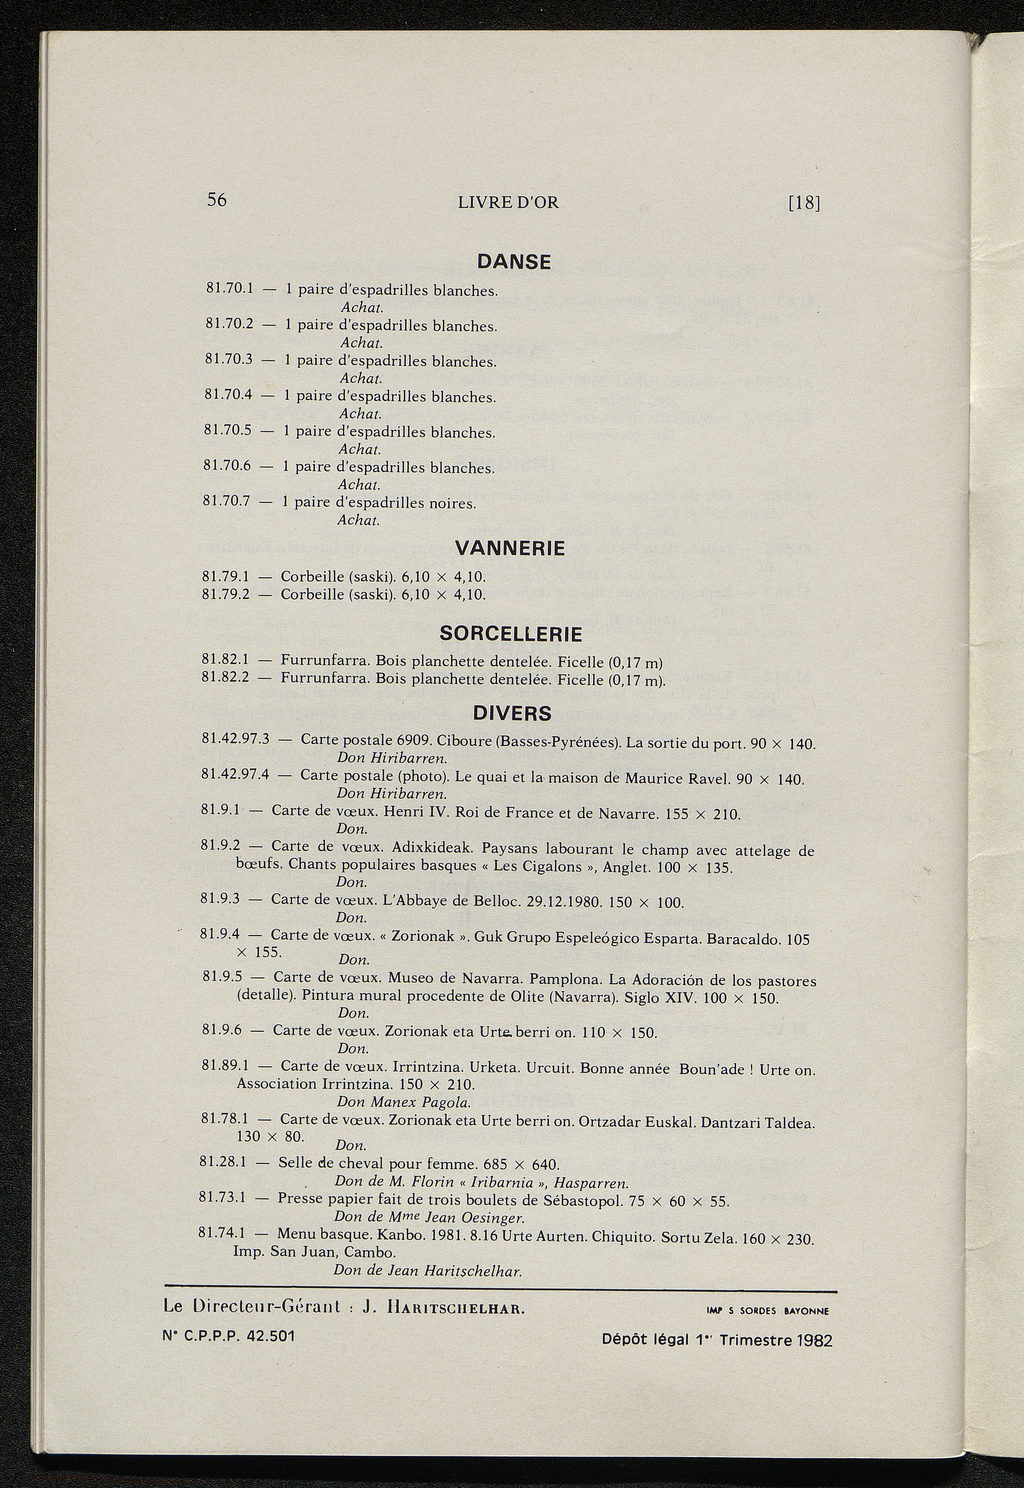 56 LIVRE D'OR [18]
DANSE
81.70.1 — 1 paire d'espadrilles blanches.
Achat.
81.70.2 — 1 paire d'espadrilles blanches.
Achat.
81.70.3 — 1 paire d'espadrilles blanches.
Achat.
81.70.4 — 1 paire d'espadrilles blanches.
Achat.
81.70.5 — 1 paire d'espadrilles blanches.
Achat.
81.70.6 — 1 paire d'espadrilles blanches.
Achat.
81.70.7 — 1 paire d'espadrilles noires.
Achat.
VANNERIE
81.79.1 — Corbeille (saski). 6,10 × 4,10.
81.79.2 — Corbeille (saski). 6,10 × 4,10.
SORCELLERIE
81.82.1 — Furrunfarra. Bois planchette dentelée. Ficelle (0,17 m)
81.82.2 — Furrunfarra. Bois planchette dentelée. Ficelle (0,17 m).
DIVERS
81.42.97.3 — Carte postale 6909. Ciboure (Basses-Pyrénées). La sortie du port. 90 × 140.
Don Hiribarren.
81.42.97.4 — Carte postale (photo). Le quai et la maison de Maurice Ravel. 90 × 140.
Don Hiribarren.
81.9.1 — Carte de vœux. Henri IV. Roi de France et de Navarre. 155 × 210.
Don.
81.9.2 — Carte de vœux. Adixkideak. Paysans labourant le champ avec attelage de
bœufs. Chants populaires basques « Les Cigalons », Anglet. 100 × 135.
Don.
81.9.3 — Carte de vœux. L'Abbaye de Belloc. 29.12.1980. 150 × 100.
Don.
81.9.4 — Carte de vœux. « Zorionak ». Guk Grupo Espeleógico Esparta. Baracaldo. 105
× 155.
Don.
81.9.5 — Carte de vœux. Museo de Navarra. Pamplona. La Adoración de los pastores
(detalle). Pintura mural procedente de Olite (Navarra). Siglo XIV. 100 × 150.
Don.
81.9.6 — Carte de vœux. Zorionak eta Urte berri on. 110 × 150.
Don.
81.89.1 — Carte de vœux. Irrintzina. Urketa. Urcuit. Bonne année Boun'ade ! Urte on.
Association Irrintzina. 150 × 210.
Don Manex Pagola.
81.78.1 — Carte de vœux. Zorionak eta Urte berri on. Ortzadar Euskal. Dantzari Taldea.
130 × 80.
Don.
81.28.1 — Selle de cheval pour femme. 685 × 640.
Don de M. Florin « Iribarnia », Hasparren.
81.73.1 — Presse papier fait de trois boulets de Sébastopol. 75 × 60 × 55.
Don de Mme Jean Oesinger.
81.74.1 — Menu basque. Kanbo. 1981. 8.16 Urte Aurten. Chiquito. Sortu Zela. 160 × 230.
Imp. San Juan, Cambo.
Don de Jean Haritschelhar.
Le Directeur-Gérant : J. HARITSCHELHAR.
IMP S SORDES BAYONNE
N° C.P.P.P. 42.501
Dépôt légal 1er Trimestre 1982